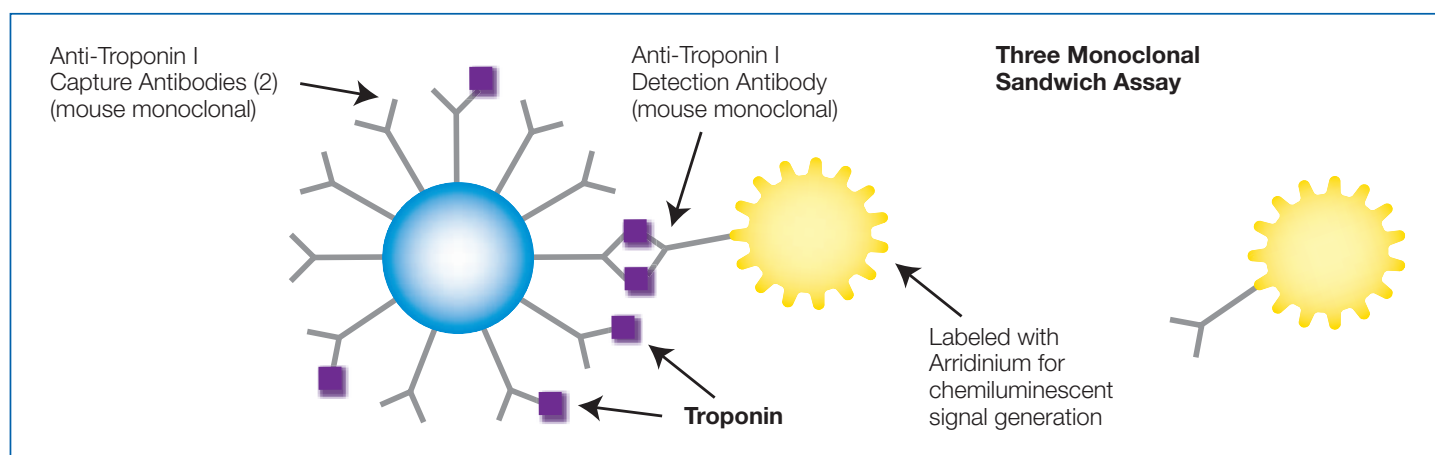 Anti-Troponin I
Capture Antibodies (2)
(mouse monoclonal)
Anti-Troponin I
Detection Antibody
(mouse monoclonal)
Three Monoclonal
Sandwich Assay
Labeled with
Arridinium for
chemiluminescent
signal generation
Troponin